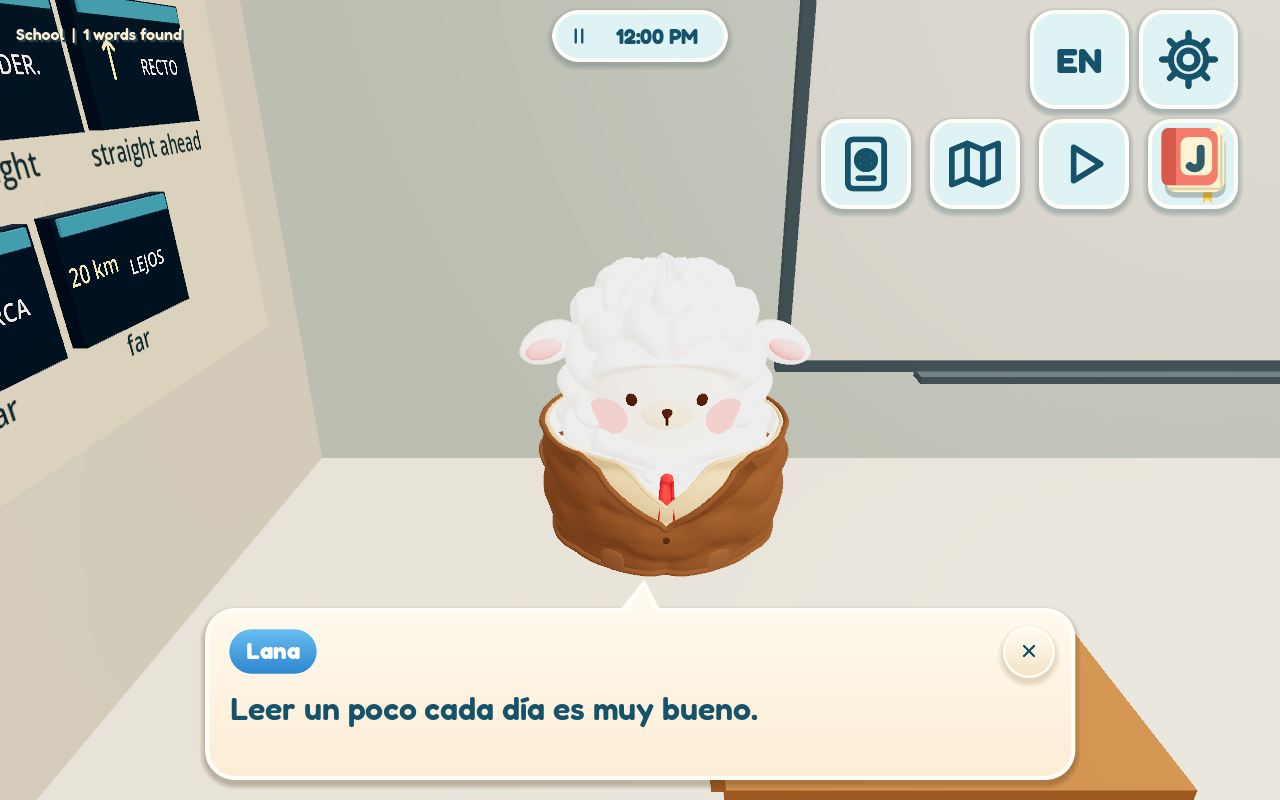 School | 1 words found
12:00 PM
EN
DER.
RECTO
straight ahead
20 km LEJOS
far
J
Lana
Leer un poco cada día es muy bueno.